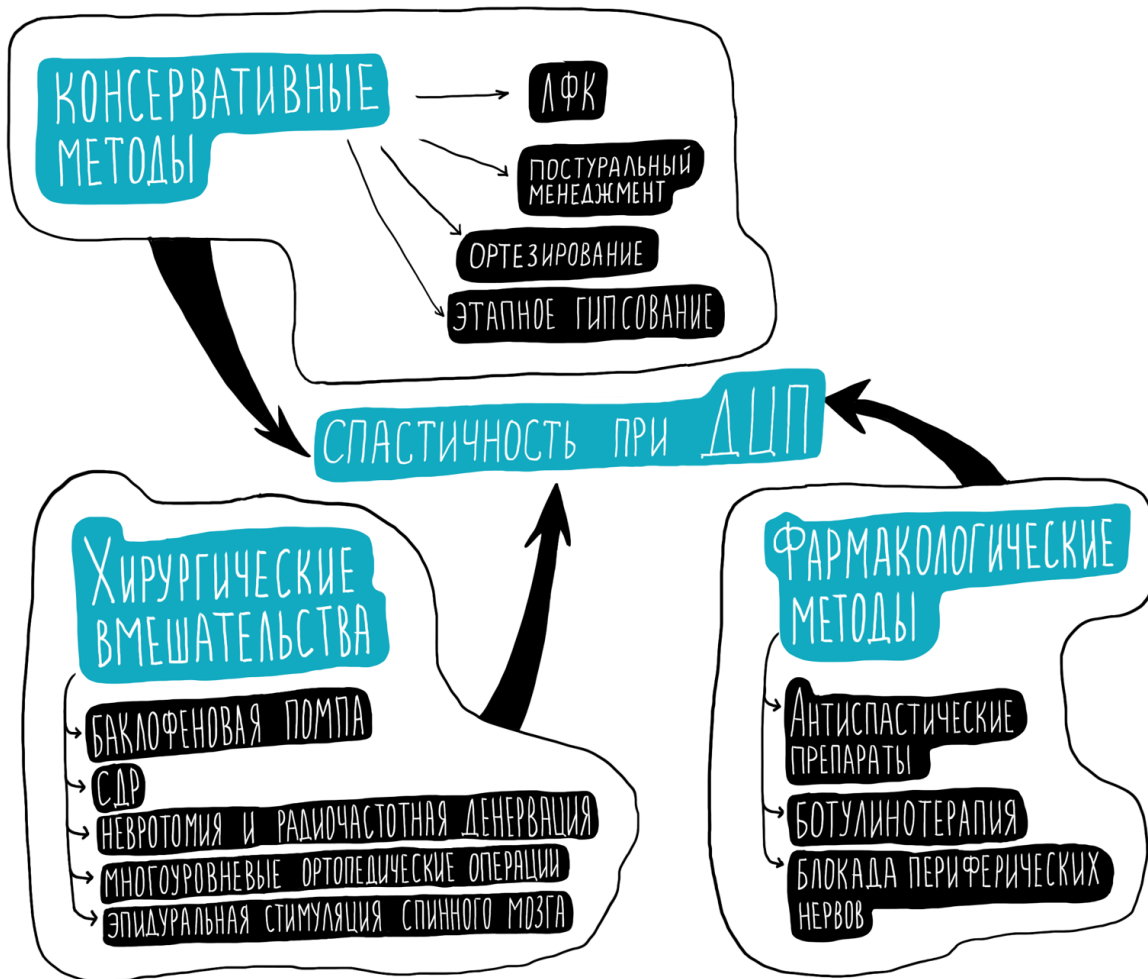 КОНСЕРВАТИВНЫЕ
МЕТОДЫ
ЛФК
ПОСТУРАЛЬНЫЙ
МЕНЕДЖМЕНТ
ОРТЕЗИРОВАНИЕ
ЭТАПНОЕ ГИПСОВАНИЕ
СПАСТИЧНОСТЬ ПРИ ДЦП
ХИРУРГИЧЕСКИЕ
ВМЕШАТЕЛЬСТВА
БАКЛОФЕНОВАЯ ПОМПА
СДР
НЕВРОТОМИЯ И РАДИОЧАСТОТНАЯ ДЕНЕРВАЦИЯ
МНОГОУРОВНЕВЫЕ ОРТОПЕДИЧЕСКИЕ ОПЕРАЦИИ
ЭПИДУРАЛЬНАЯ СТИМУЛЯЦИЯ СПИННОГО МОЗГА
ФАРМАКОЛОГИЧЕСКИЕ
МЕТОДЫ
АНТИСПАСТИЧЕСКИЕ
ПРЕПАРАТЫ
БОТУЛИНОТЕРАПИЯ
БЛОКАДА ПЕРИФЕРИЧЕСКИХ
НЕРВОВ